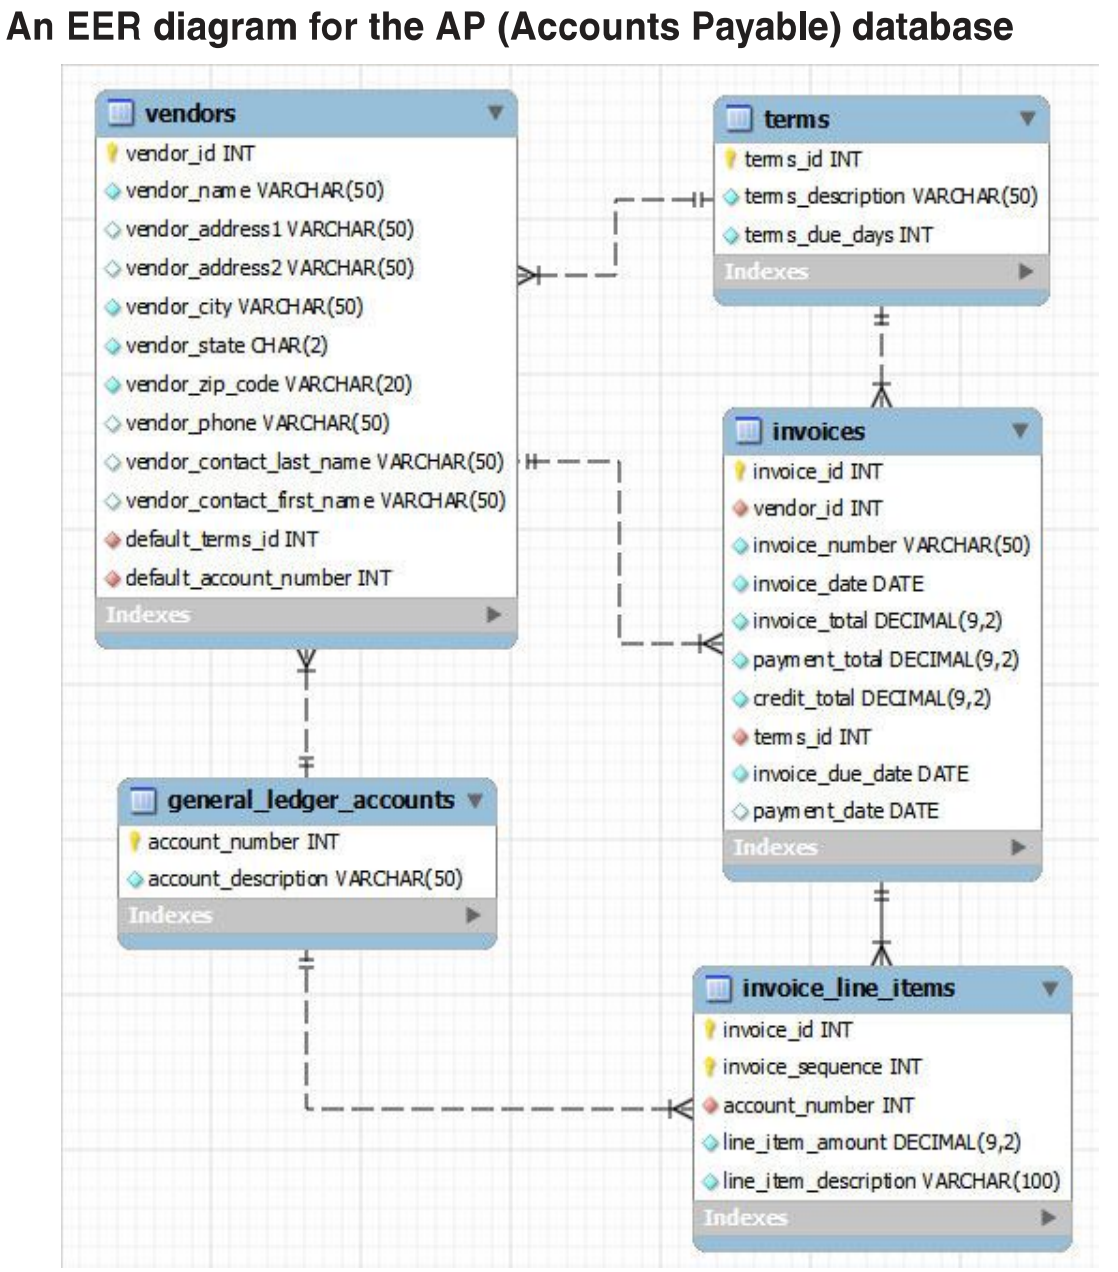 An EER diagram for the AP (Accounts Payable) database
vendors
vendor_id INT
vendor_name VARCHAR(50)
vendor_address1 VARCHAR(50)
vendor_address2 VARCHAR(50)
vendor_city VARCHAR(50)
vendor_state CHAR(2)
vendor_zip_code VARCHAR(20)
vendor_phone VARCHAR(50)
vendor_contact_last_name VARCHAR(50)
vendor_contact_first_name VARCHAR(50)
default_terms_id INT
default_account_number INT
Indexes
terms
terms_id INT
terms_description VARCHAR(50)
terms_due_days INT
Indexes
invoices
invoice_id INT
vendor_id INT
invoice_number VARCHAR(50)
invoice_date DATE
invoice_total DECIMAL(9,2)
payment_total DECIMAL(9,2)
credit_total DECIMAL(9,2)
terms_id INT
invoice_due_date DATE
payment_date DATE
Indexes
general_ledger_accounts
account_number INT
account_description VARCHAR(50)
Indexes
invoice_line_items
invoice_id INT
invoice_sequence INT
account_number INT
line_item_amount DECIMAL(9,2)
line_item_description VARCHAR(100)
Indexes